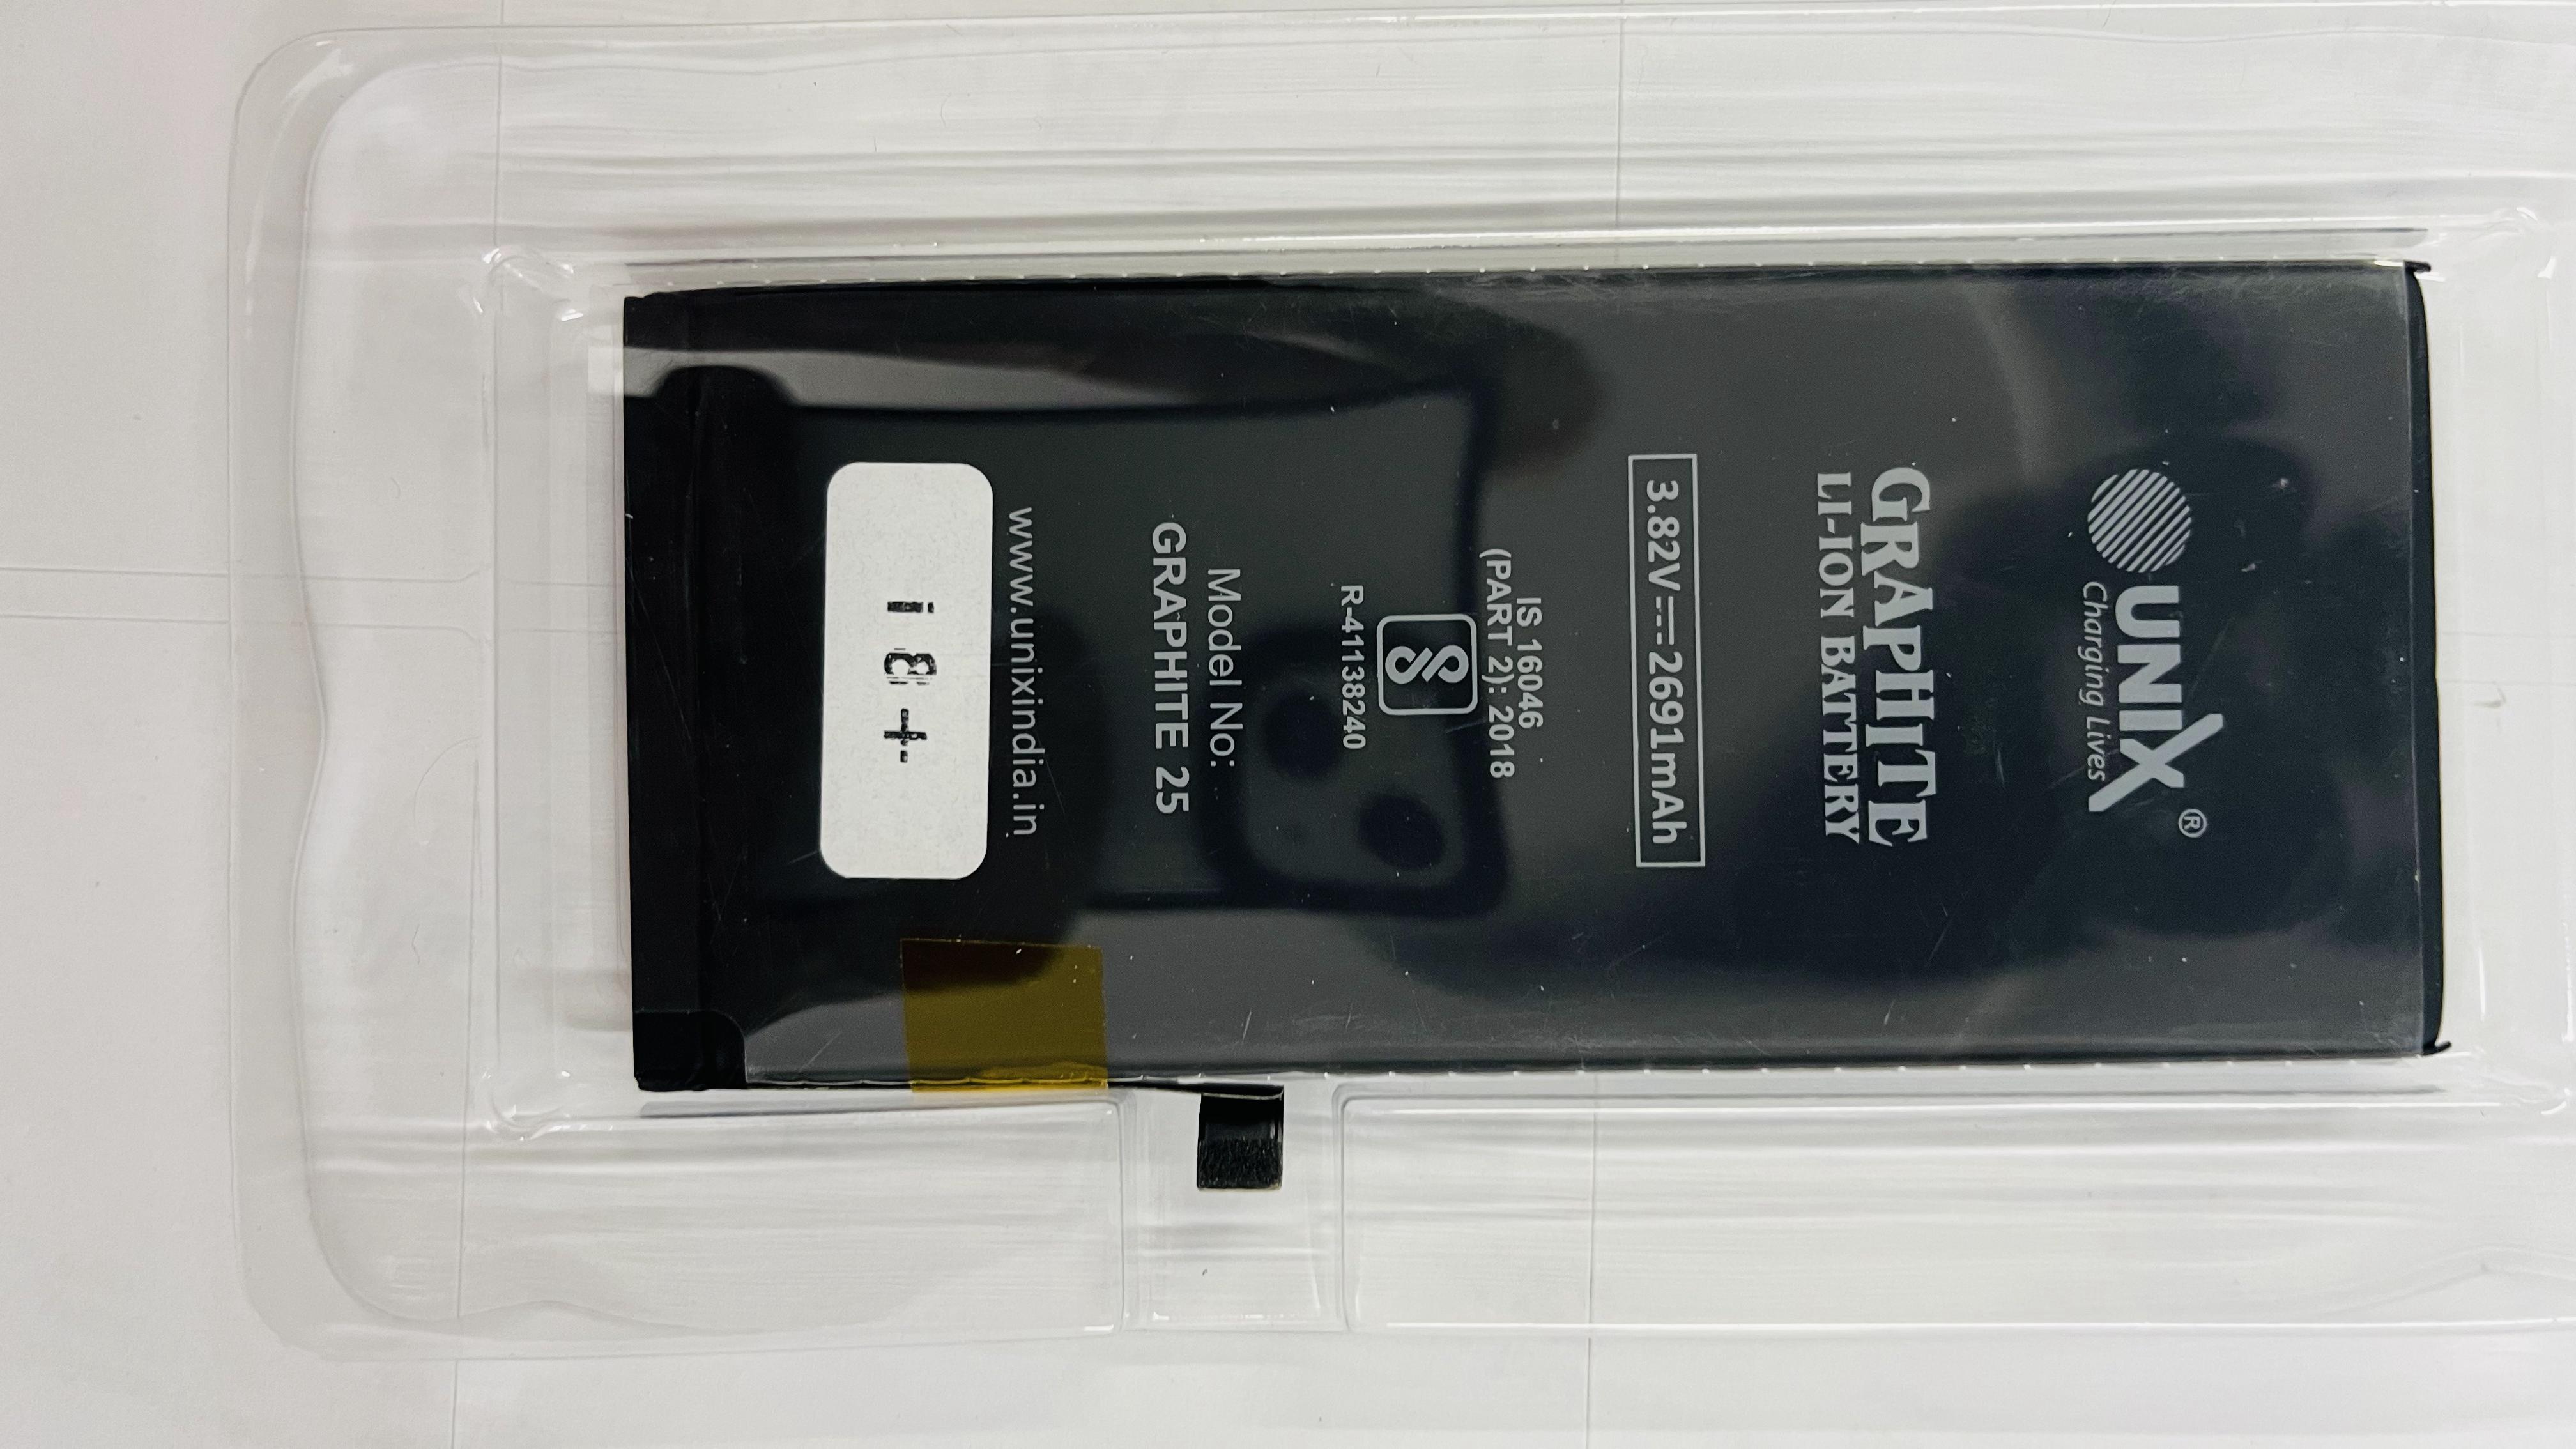 UNIX®
Charging Lives
GRAPHITE
LI-ION BATTERY
3.82V⎓2691mAh
IS 16046
(PART 2): 2018
R-41138240
Model No:
GRAPHITE 25
www.unixindia.in
i 8+